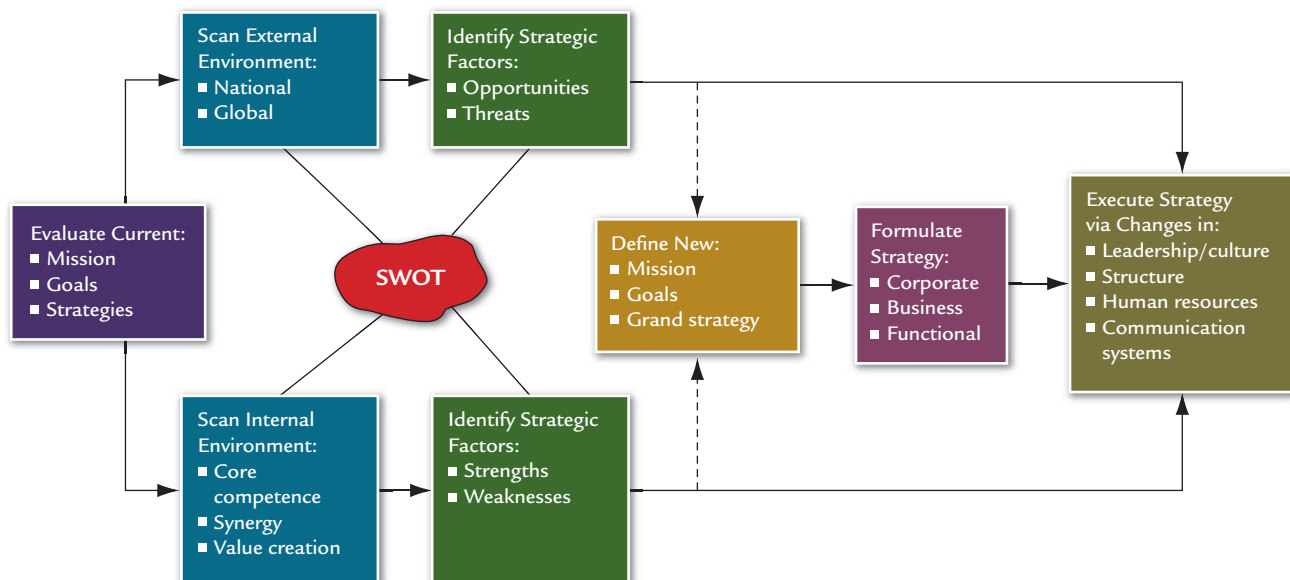 Evaluate Current:
Mission
Goals
Strategies
Scan External
Environment:
National
Global
Identify Strategic
Factors:
Opportunities
Threats
SWOT
Scan Internal
Environment:
Core
competence
Synergy
Value creation
Identify Strategic
Factors:
Strengths
Weaknesses
Define New:
Mission
Goals
Grand strategy
Formulate
Strategy:
Corporate
Business
Functional
Execute Strategy
via Changes in:
Leadership/culture
Structure
Human resources
Communication
systems